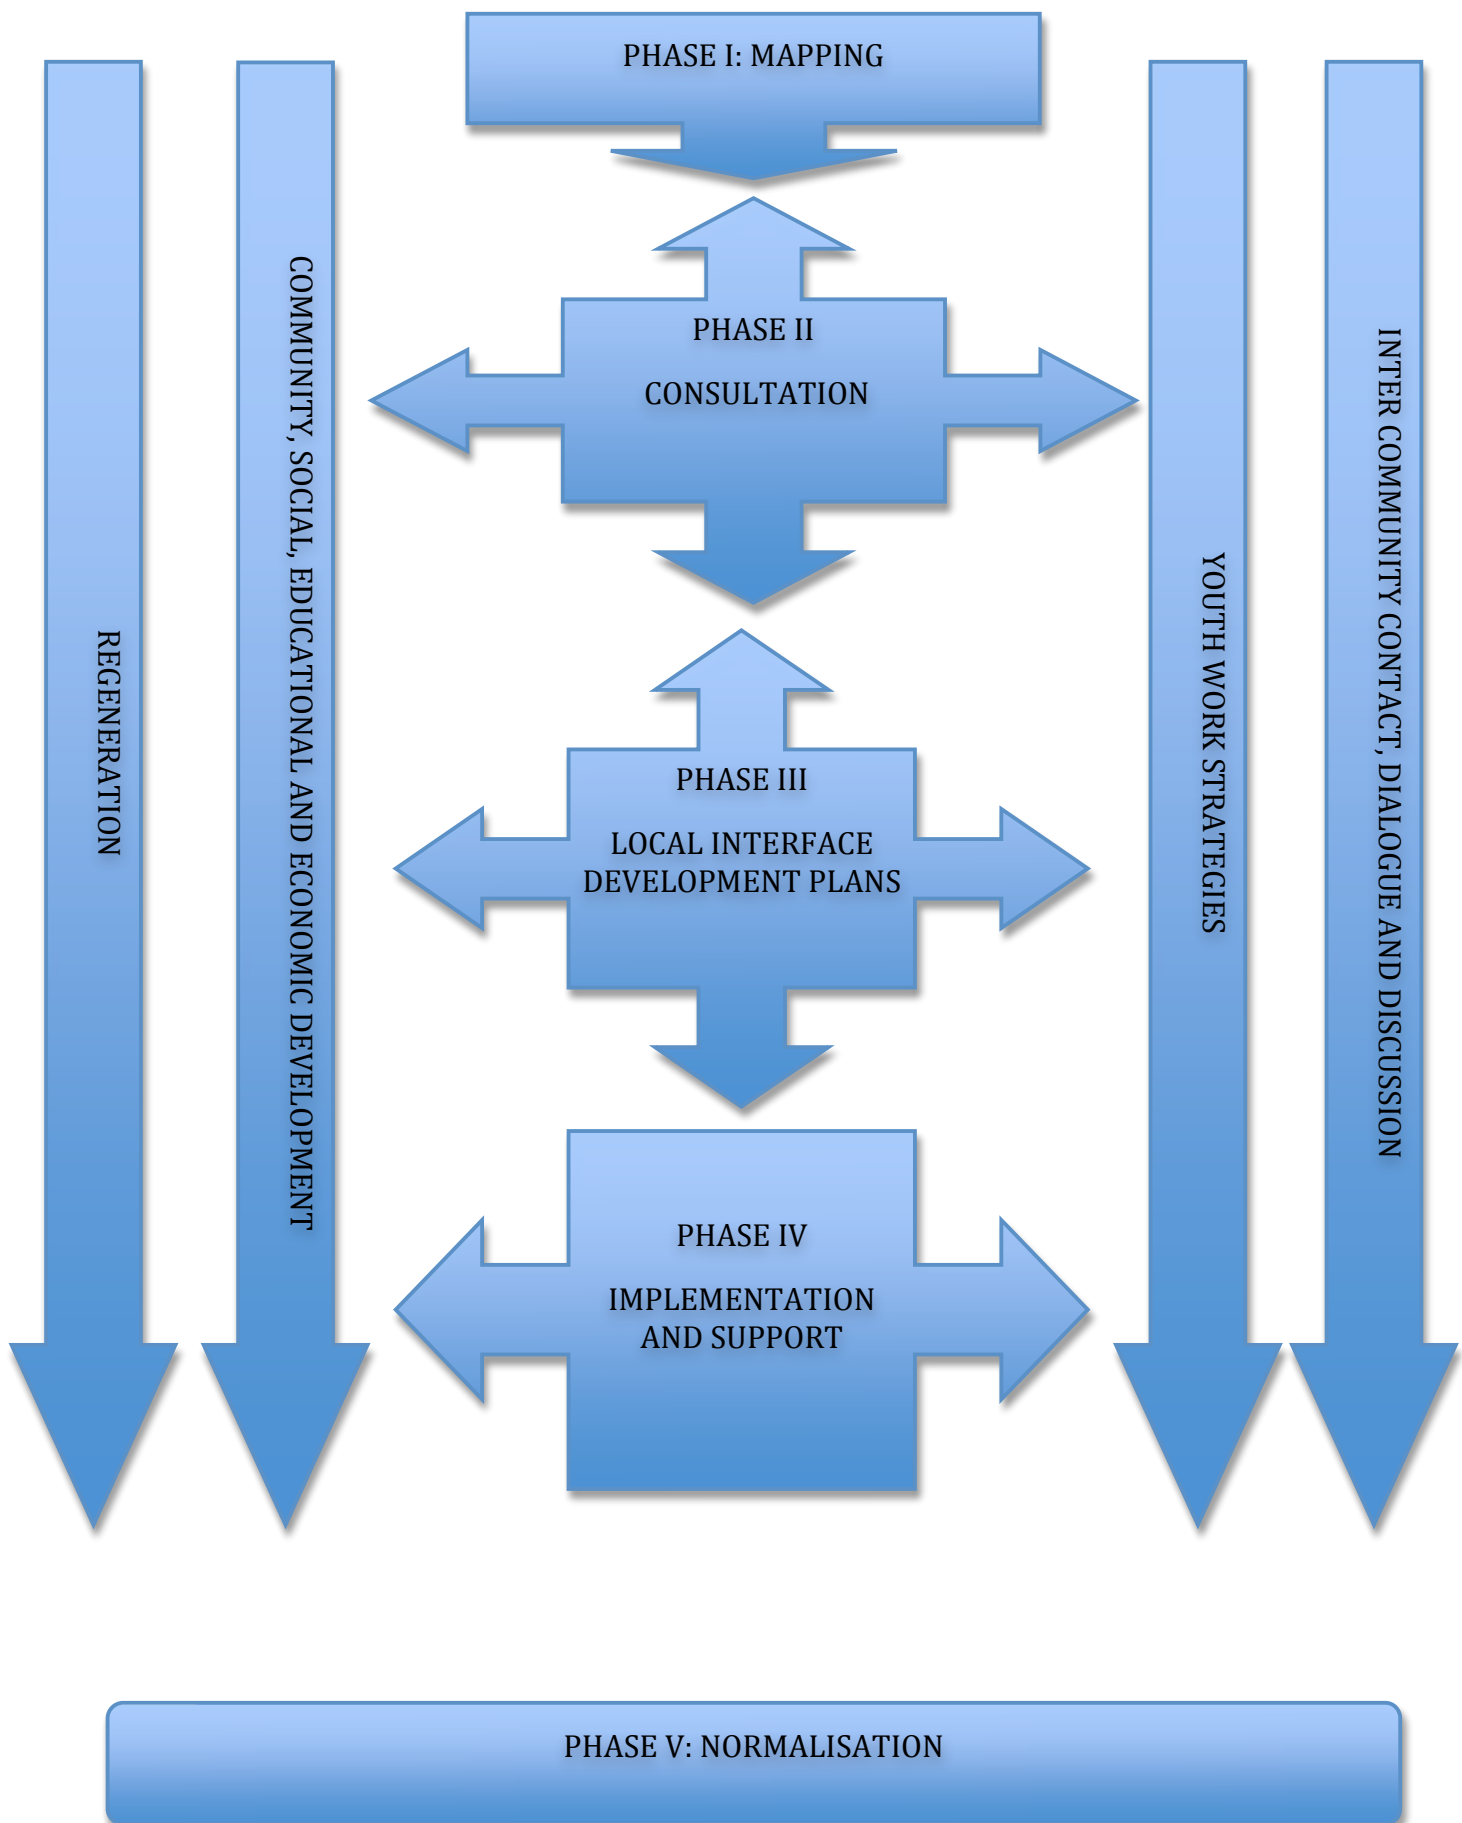 PHASE I: MAPPING
PHASE II
CONSULTATION
PHASE III
LOCAL INTERFACE
DEVELOPMENT PLANS
PHASE IV
IMPLEMENTATION
AND SUPPORT
REGENERATION
COMMUNITY, SOCIAL, EDUCATIONAL AND ECONOMIC DEVELOPMENT
YOUTH WORK STRATEGIES
INTER COMMUNITY CONTACT, DIALOGUE AND DISCUSSION
PHASE V: NORMALISATION